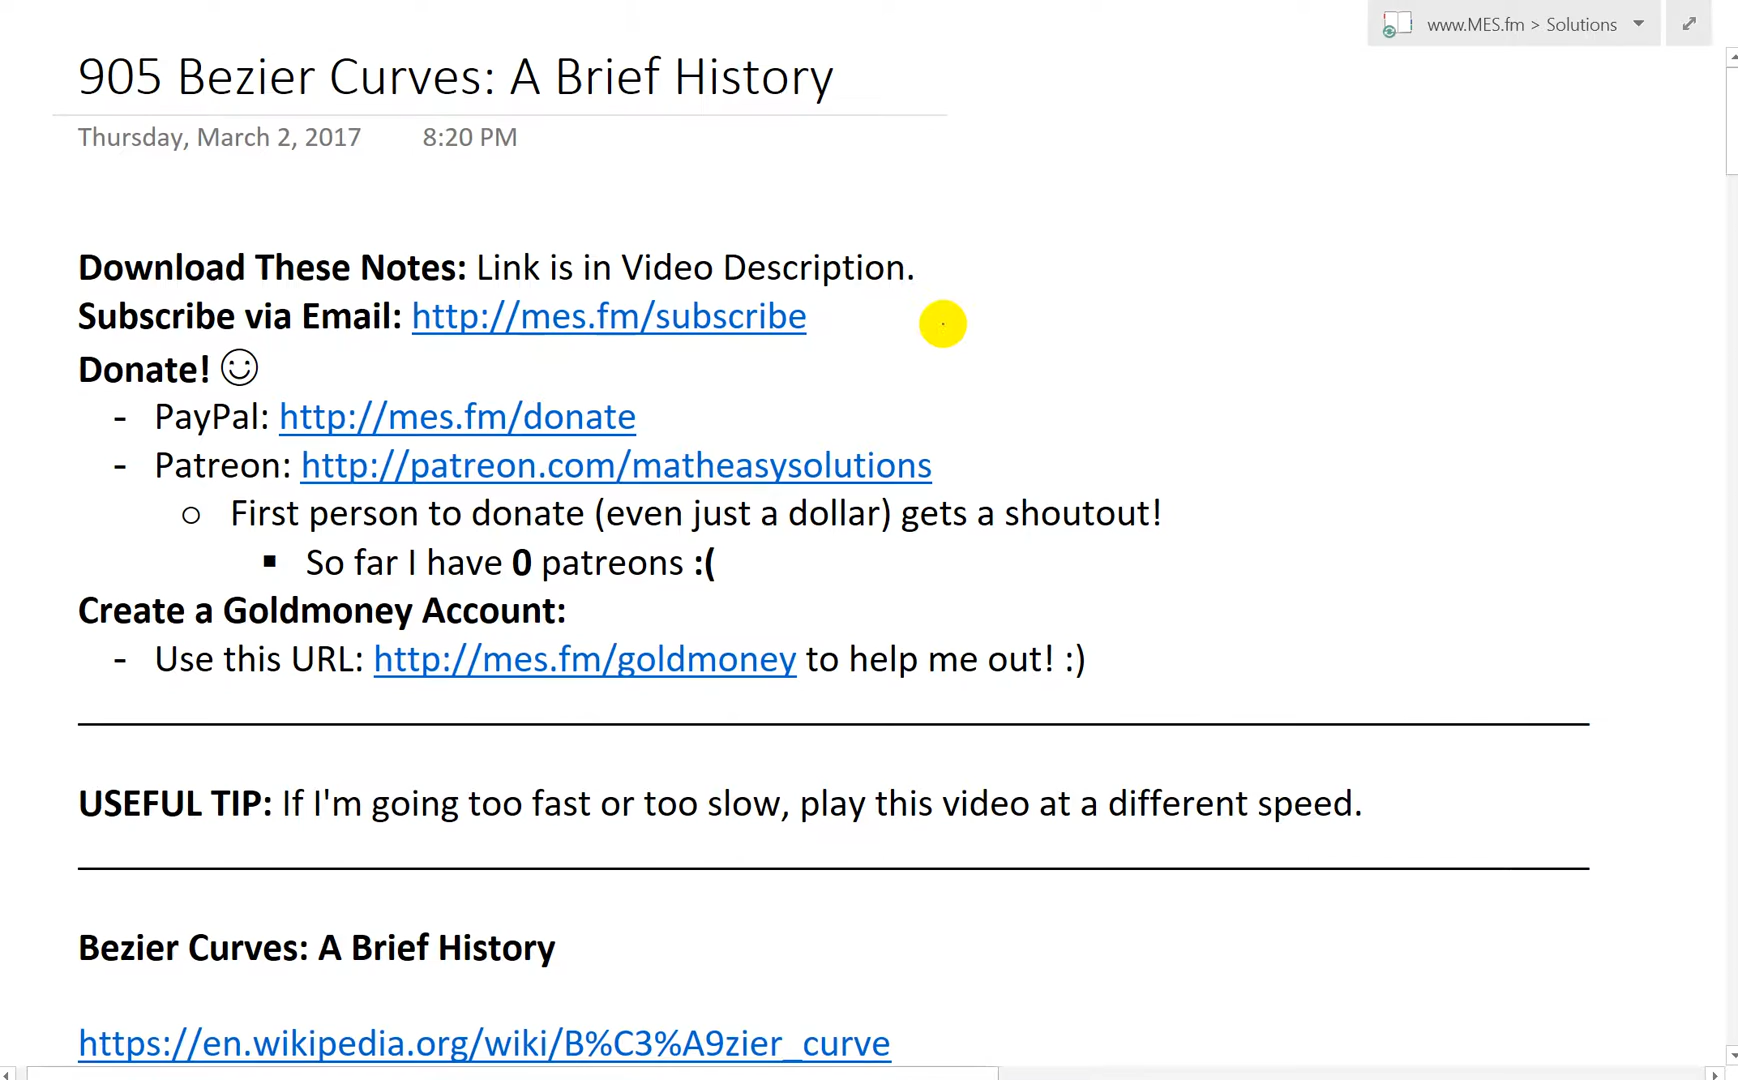 www.MES.fm > Solutions
905 Bezier Curves: A Brief History
Thursday, March 2, 2017 8:20 PM
Download These Notes: Link is in Video Description.
Subscribe via Email: http://mes.fm/subscribe
Donate! ☺
- PayPal: http://mes.fm/donate
- Patreon: http://patreon.com/matheasysolutions
○ First person to donate (even just a dollar) gets a shoutout!
▪ So far I have 0 patreons :(
Create a Goldmoney Account:
- Use this URL: http://mes.fm/goldmoney to help me out! :)
USEFUL TIP: If I'm going too fast or too slow, play this video at a different speed.
Bezier Curves: A Brief History
https://en.wikipedia.org/wiki/B%C3%A9zier_curve